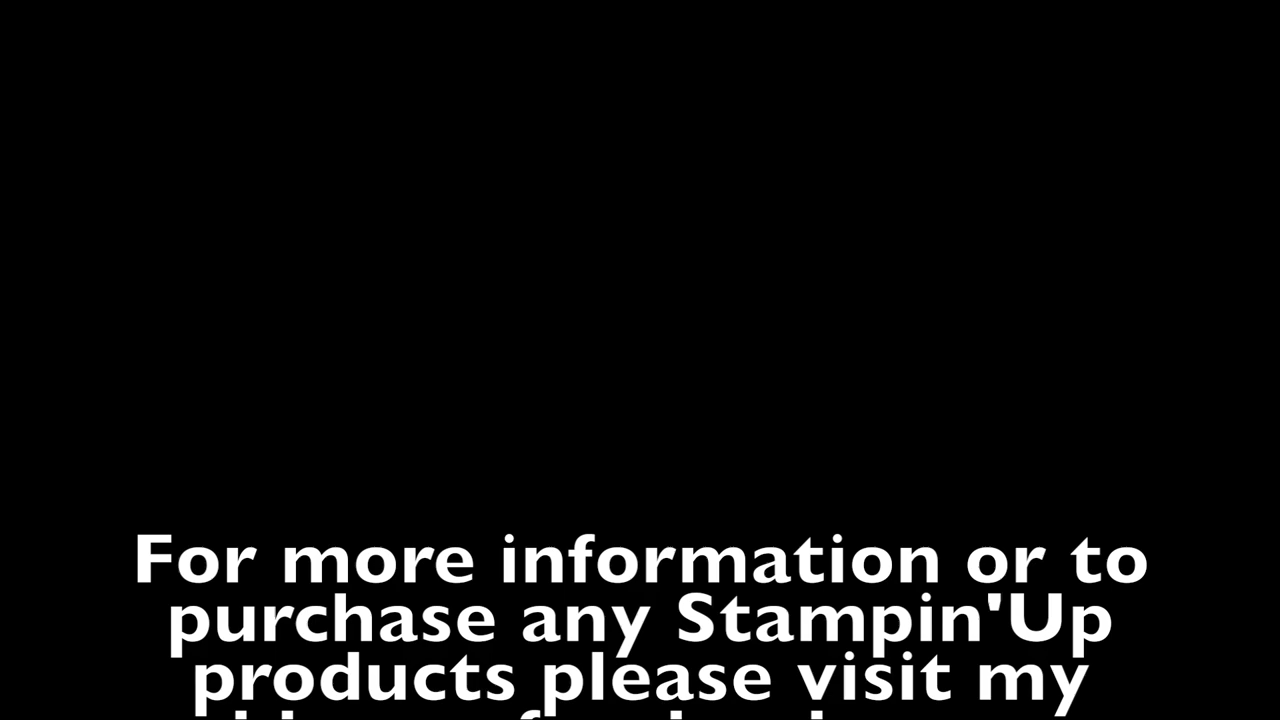 For more information or to
purchase any Stampin'Up
products please visit my